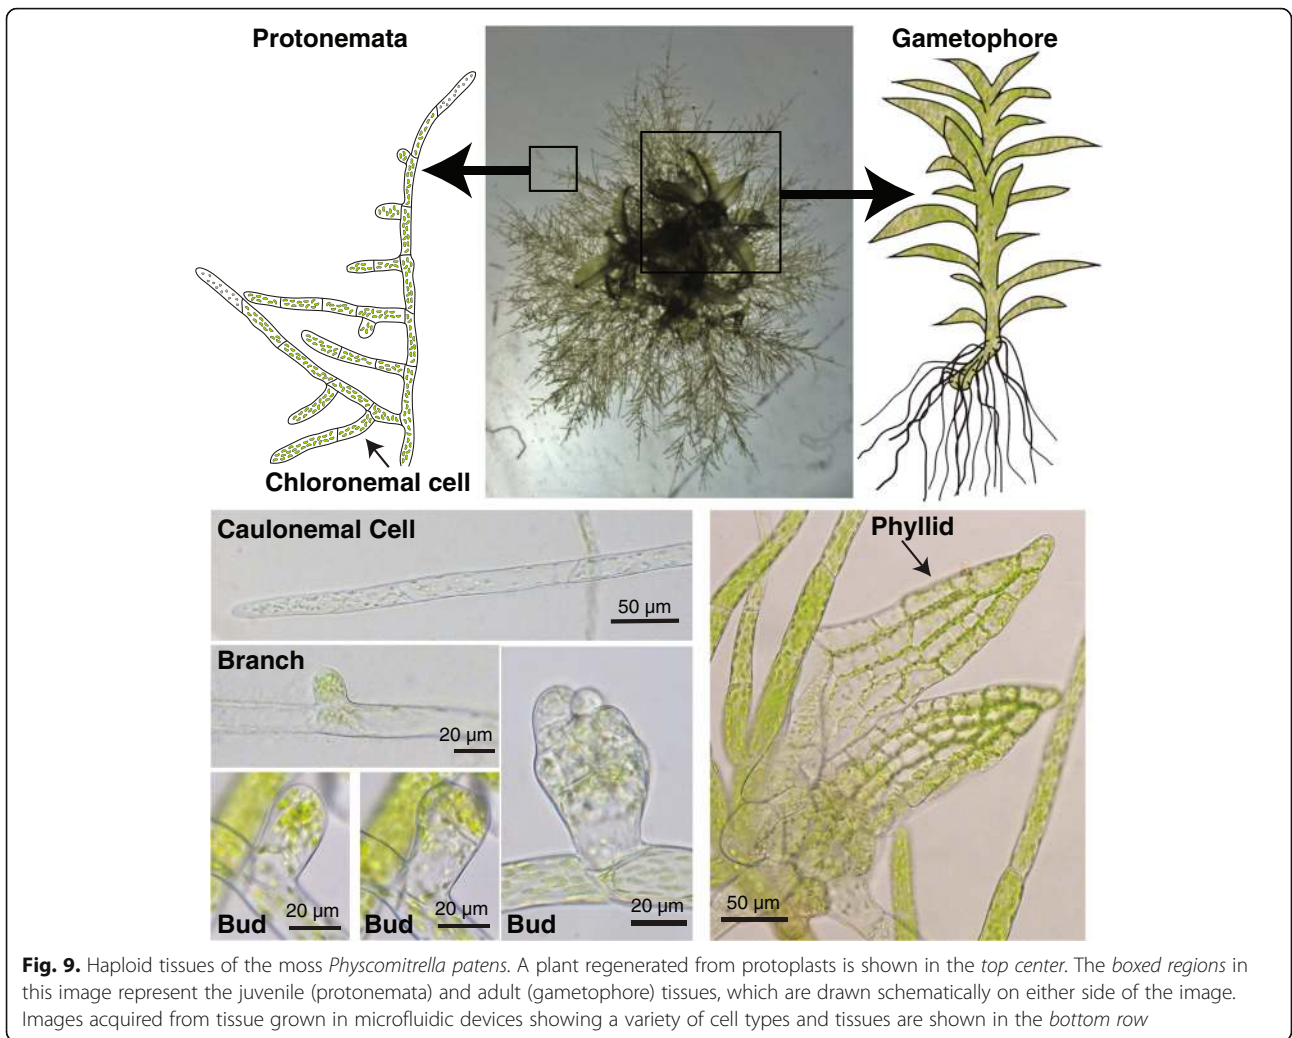 Protonemata
Gametophore
Chloronemal cell
Caulonemal Cell
50 µm
Phyllid
Branch
20 µm
Bud
20 µm
Bud
20 µm
Bud
20 µm
50 µm
Fig. 9. Haploid tissues of the moss Physcomitrella patens. A plant regenerated from protoplasts is shown in the top center. The boxed regions in
this image represent the juvenile (protonemata) and adult (gametophore) tissues, which are drawn schematically on either side of the image.
Images acquired from tissue grown in microfluidic devices showing a variety of cell types and tissues are shown in the bottom row